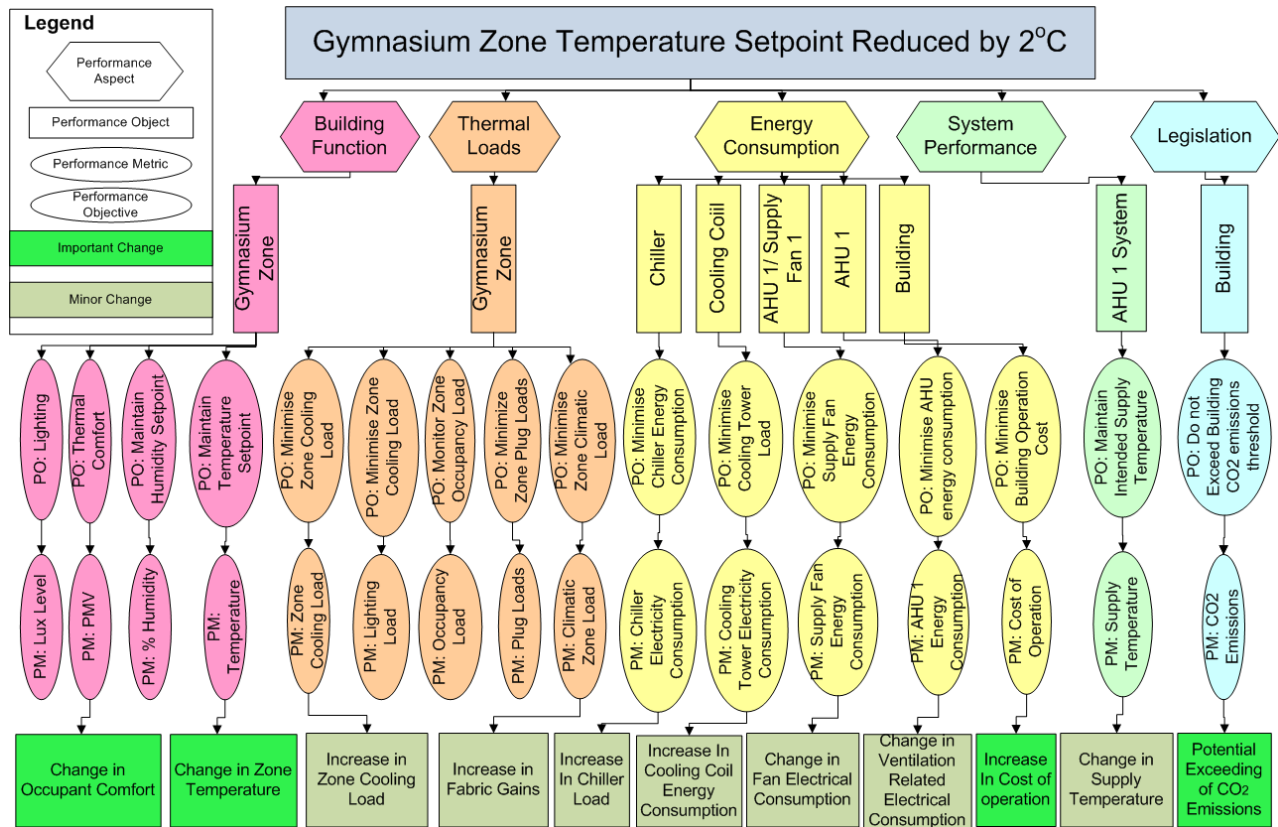 Legend
Performance
Aspect
Performance Object
Performance Metric
Performance
Objective
Important Change
Minor Change
Gymnasium Zone Temperature Setpoint Reduced by 2°C
Building
Function
Thermal
Loads
Energy
Consumption
System
Performance
Legislation
Gymnasium
Zone
Gymnasium
Zone
Chiller
Cooling Coiil
AHU 1/ Supply
Fan 1
AHU 1
Building
AHU 1 System
Building
PO: Lighting
PO: Thermal
Comfort
PO: Maintain
Humidity Setpoint
PO: Maintain
Temperature
Setpoint
PO: Minimise
Zone Cooling
Load
PO: Minimise Zone
Cooling Load
PO: Monitor Zone
Occupancy Load
PO: Minimize
Zone Plug Loads
PO: Minimize
Zone Climatic
Load
PO: Minimise
Chiller Energy
Consumption
PO: Minimise
Cooling Tower
Load
PO: Minimise
Supply Fan
Energy
Consumption
PO: Minimise AHU
energy consumption
PO: Minimise
Building Operation
Cost
PO: Maintain
Intended Supply
Temperature
PO: Do not
Exceed Building
CO2 emissions
threshold
PM: Lux Level
PM: PMV
PM: % Humidity
PM:
Temperature
PM: Zone
Cooling Load
PM: Lighting
Load
PM: Occupancy
Load
PM: Plug Loads
PM: Climatic
Zone Load
PM: Chiller
Electricity
Consumption
PM: Cooling
Tower Electricity
Consumption
PM: Supply Fan
Energy
Consumption
PM: AHU 1
Energy
Consumption
PM: Cost of
Operation
PM: Supply
Temperature
PM: CO2
Emissions
Change in
Occupant Comfort
Change in Zone
Temperature
Increase in
Zone Cooling
Load
Increase in
Fabric Gains
Increase
In Chiller
Load
Increase In
Cooling Coil
Energy
Consumption
Change in Fan Electrical
Consumption
Change in
Ventilation
Related
Electrical
Consumption
Increase
In Cost of
operation
Change in
Supply
Temperature
Potential
Exceeding
of CO2
Emissions